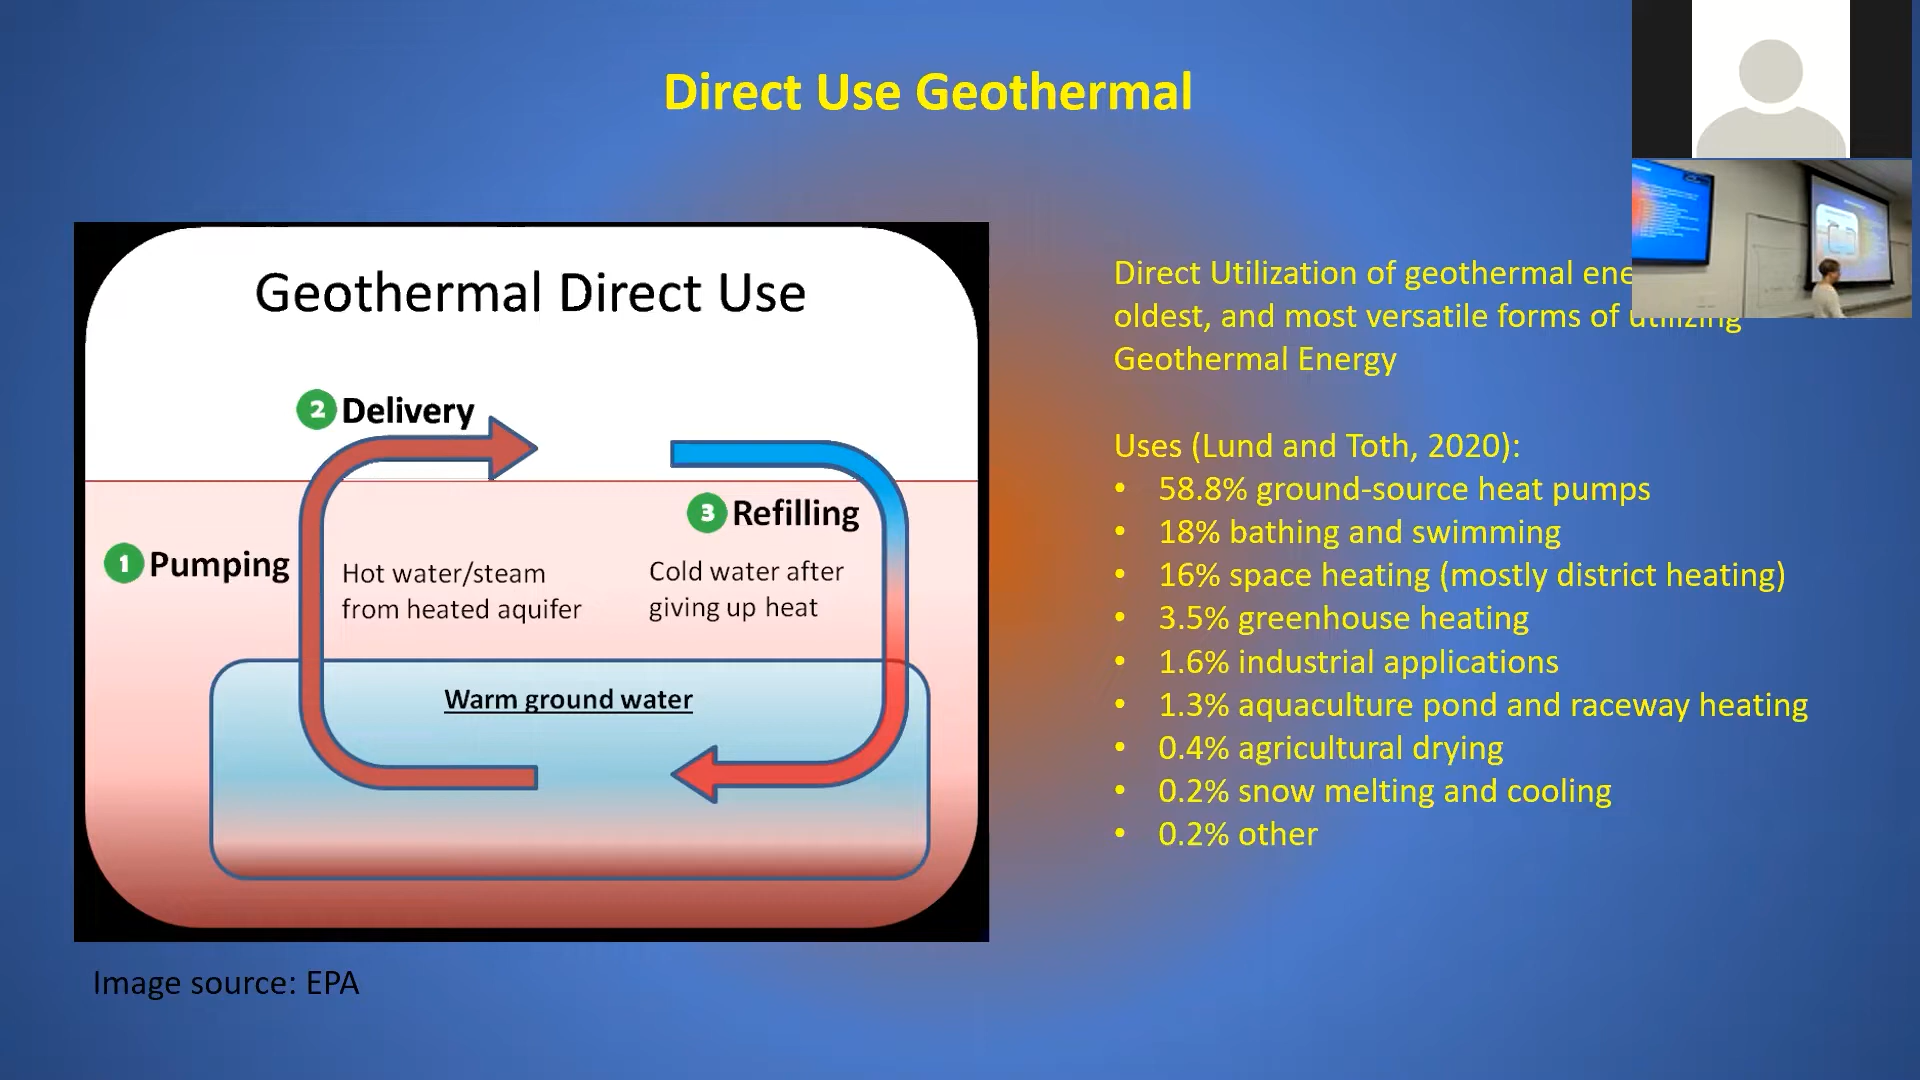 Direct Use Geothermal
Geothermal Direct Use
2 Delivery
3 Refilling
1 Pumping
Hot water/steam
from heated aquifer
Cold water after
giving up heat
Warm ground water
Image source: EPA
Direct Utilization of geothermal
oldest, and most versatile forms of utilizing
Geothermal Energy
Uses (Lund and Toth, 2020):
• 58.8% ground-source heat pumps
• 18% bathing and swimming
• 16% space heating (mostly district heating)
• 3.5% greenhouse heating
• 1.6% industrial applications
• 1.3% aquaculture pond and raceway heating
• 0.4% agricultural drying
• 0.2% snow melting and cooling
• 0.2% other